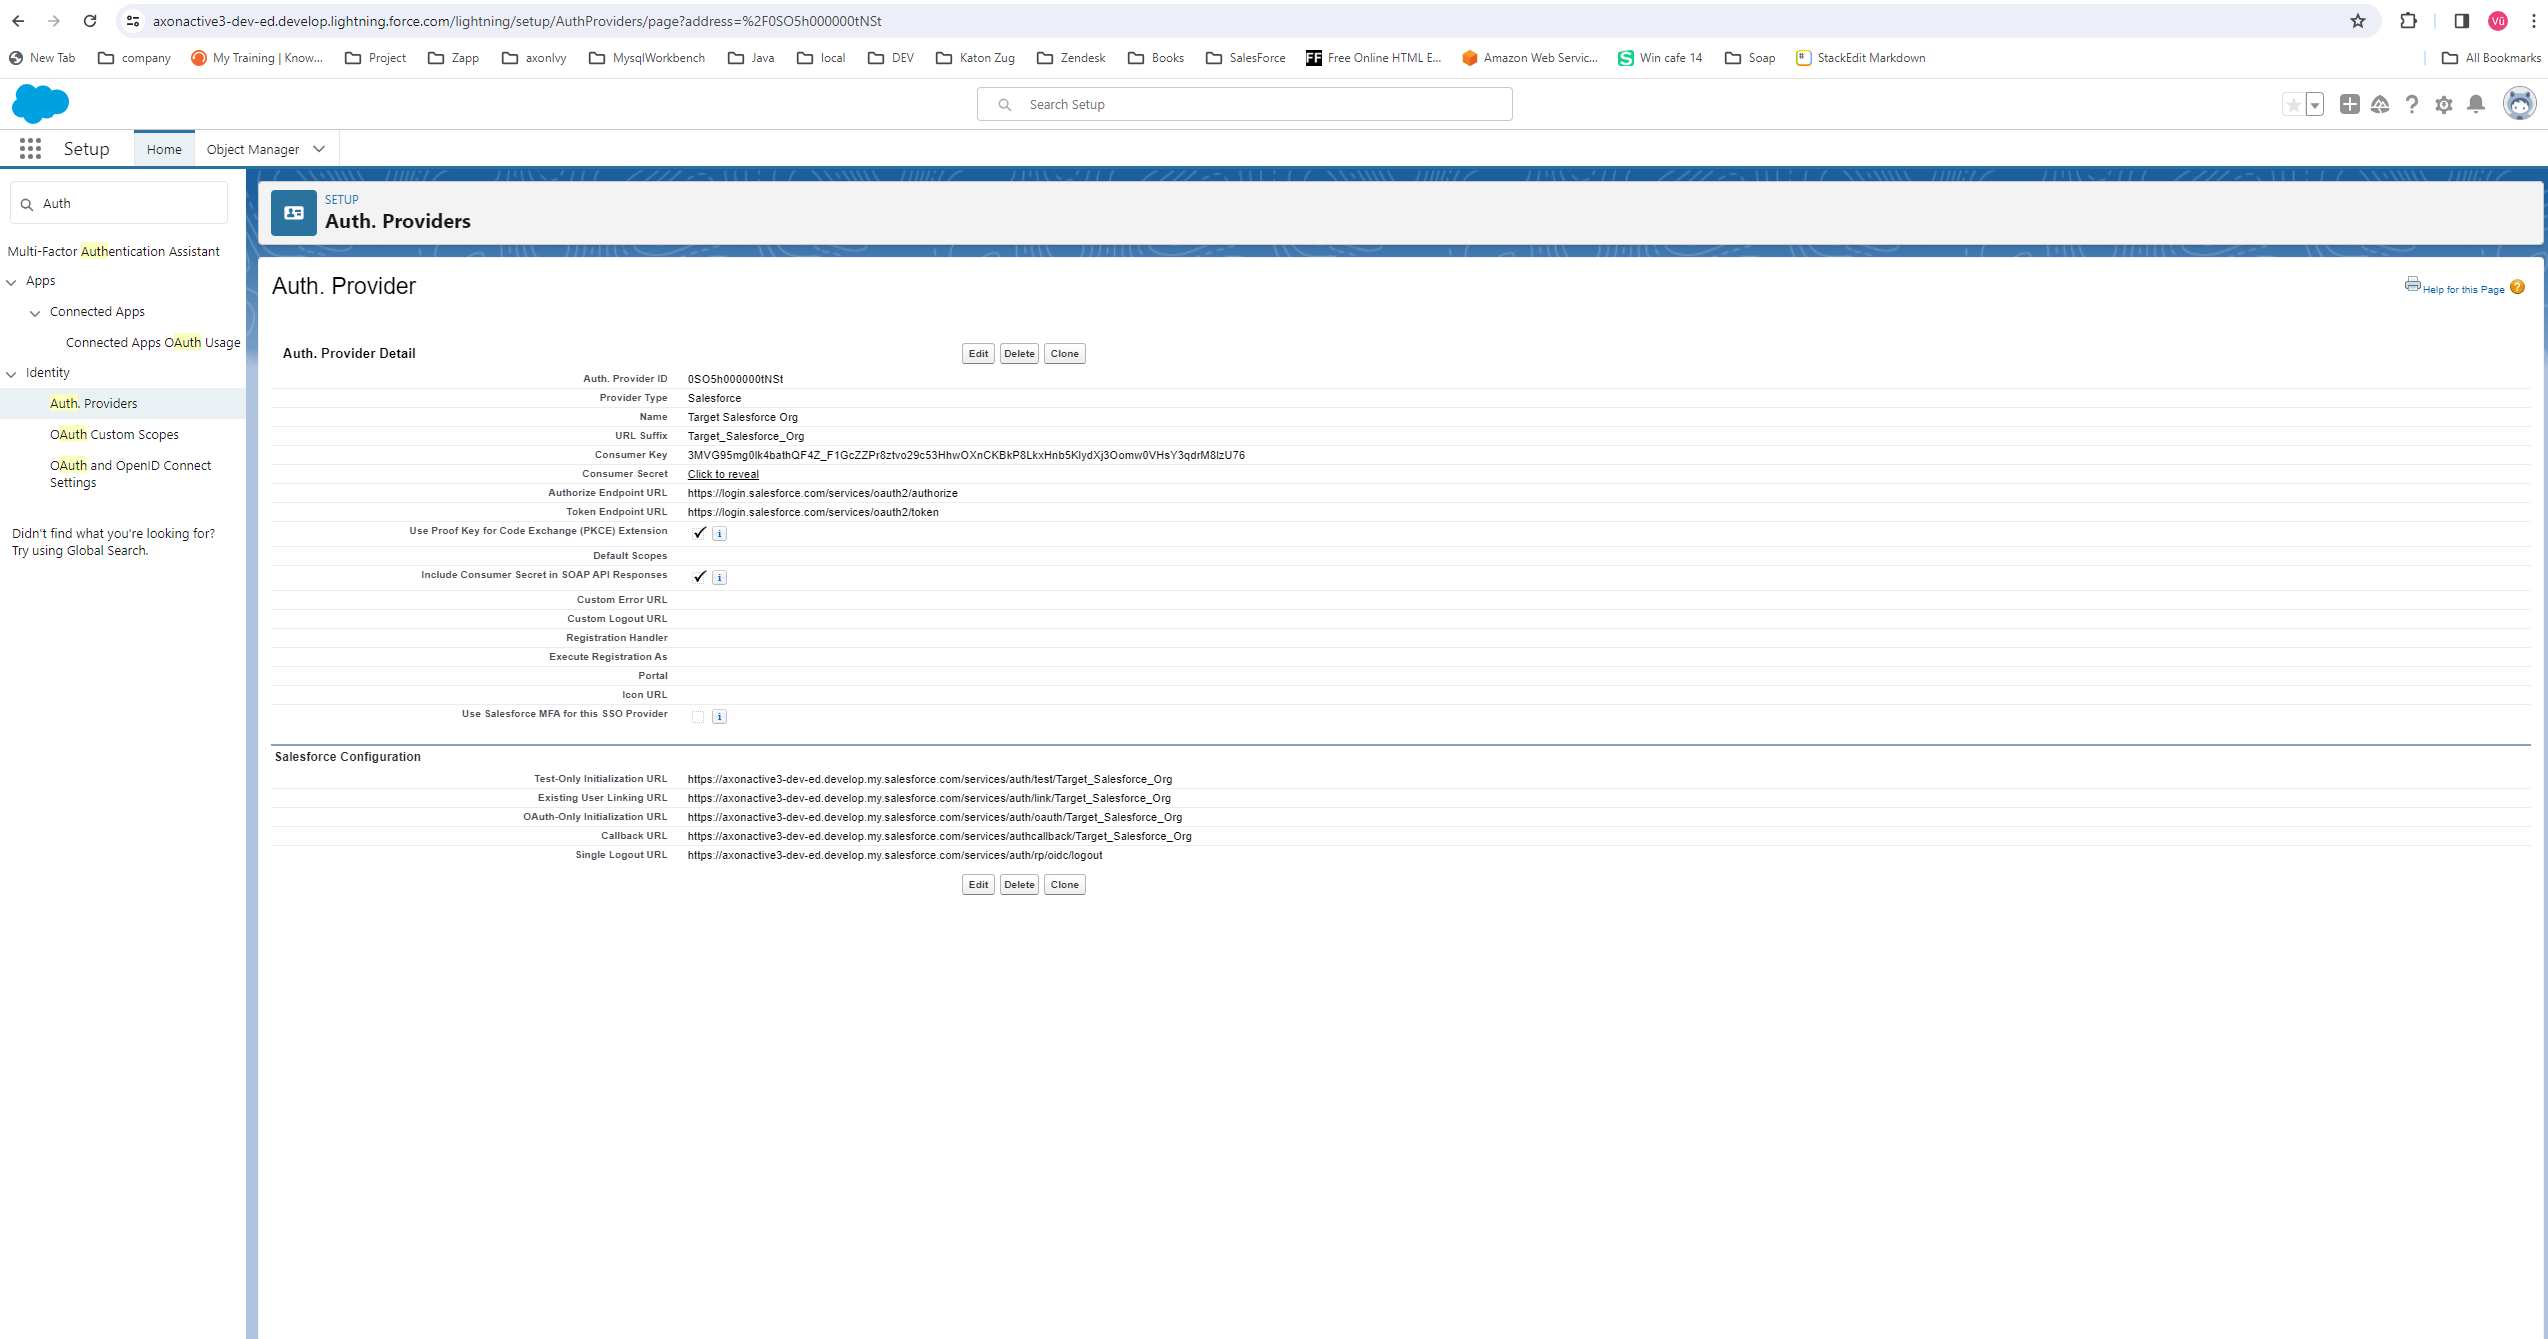 axonactive3-dev-ed.develop.lightning.force.com/lightning/setup/AuthProviders/page?address=%2F0SO5h000000tNSt
Vũ
New Tab company My Training | Know... Project Zapp axonIvy MysqlWorkbench Java local DEV Katon Zug Zendesk Books SalesForce Free Online HTML E... Amazon Web Servic... Win cafe 14 Soap StackEdit Markdown All Bookmarks
Search Setup
Setup Home Object Manager
Auth
Multi-Factor Authentication Assistant
Apps
Connected Apps
Connected Apps OAuth Usage
Identity
Auth. Providers
OAuth Custom Scopes
OAuth and OpenID Connect
Settings
Didn't find what you're looking for?
Try using Global Search.
SETUP
Auth. Providers
Auth. Provider
Help for this Page
Auth. Provider Detail Edit Delete Clone
Auth. Provider ID 0SO5h000000tNSt
Provider Type Salesforce
Name Target Salesforce Org
URL Suffix Target_Salesforce_Org
Consumer Key
Consumer Secret Click to reveal
Authorize Endpoint URL https://login.salesforce.com/services/oauth2/authorize
Token Endpoint URL https://login.salesforce.com/services/oauth2/token
Use Proof Key for Code Exchange (PKCE) Extension
Default Scopes
Include Consumer Secret in SOAP API Responses
Custom Error URL
Custom Logout URL
Registration Handler
Execute Registration As
Portal
Icon URL
Use Salesforce MFA for this SSO Provider
Salesforce Configuration
Test-Only Initialization URL https://axonactive3-dev-ed.develop.my.salesforce.com/services/auth/test/Target_Salesforce_Org
Existing User Linking URL https://axonactive3-dev-ed.develop.my.salesforce.com/services/auth/link/Target_Salesforce_Org
OAuth-Only Initialization URL https://axonactive3-dev-ed.develop.my.salesforce.com/services/auth/oauth/Target_Salesforce_Org
Callback URL https://axonactive3-dev-ed.develop.my.salesforce.com/services/authcallback/Target_Salesforce_Org
Single Logout URL https://axonactive3-dev-ed.develop.my.salesforce.com/services/auth/rp/oidc/logout
Edit Delete Clone